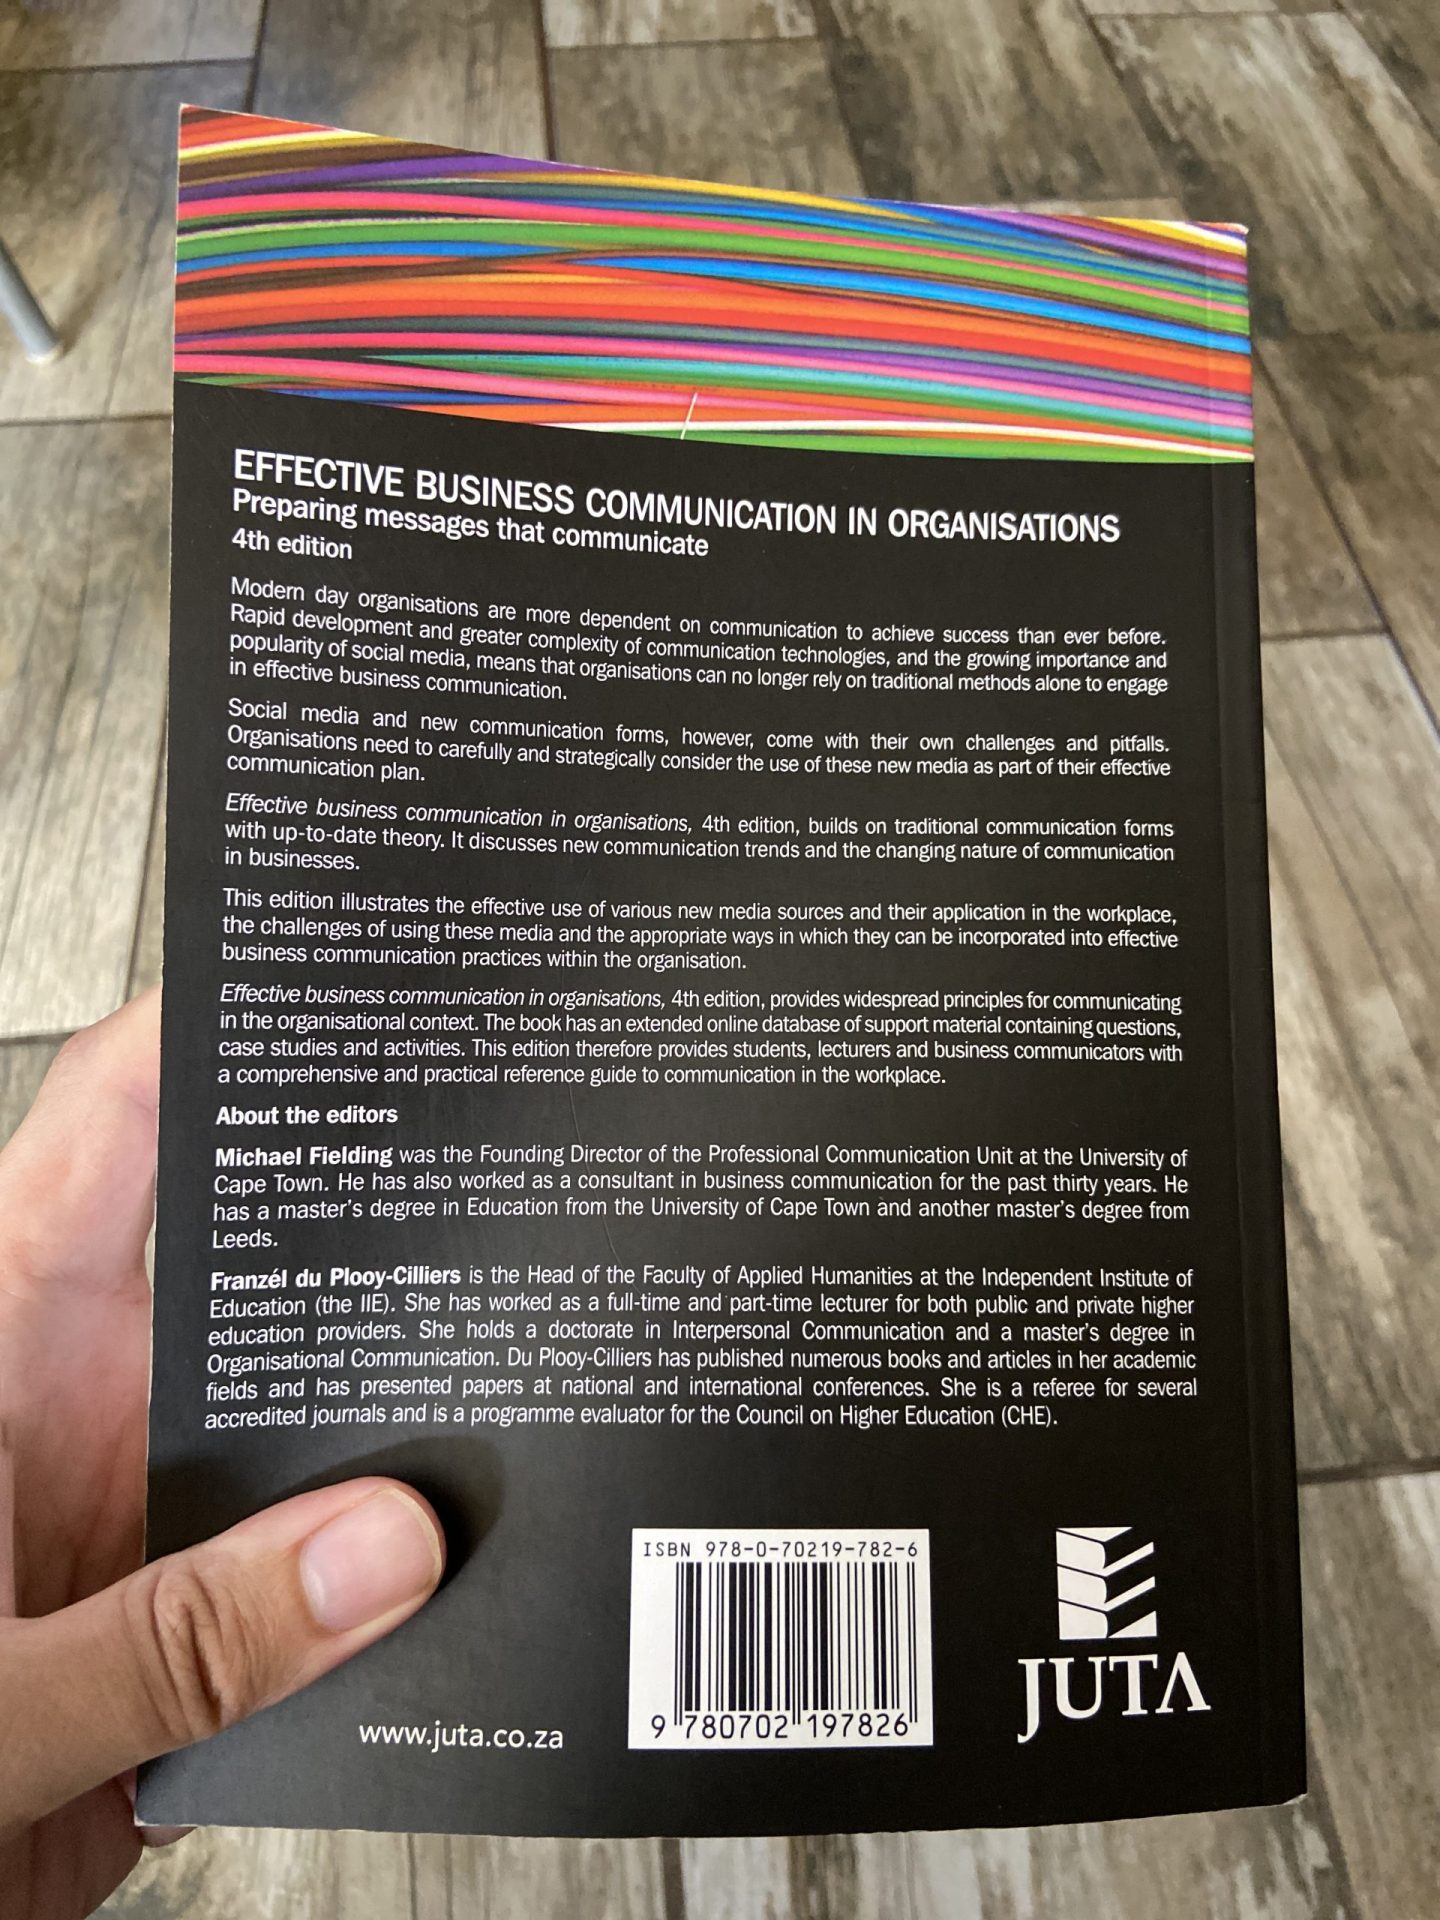 EFFECTIVE BUSINESS COMMUNICATION IN ORGANISATIONS
Preparing messages that communicate
4th edition
Modern day organisations are more dependent on communication to achieve success than ever before.
Rapid development and greater complexity of communication technologies, and the growing importance and
popularity of social media, means that organisations can no longer rely on traditional methods alone to engage
in effective business communication.
Social media and new communication forms, however, come with their own challenges and pitfalls.
Organisations need to carefully and strategically consider the use of these new media as part of their effective
communication plan.
Effective business communication in organisations, 4th edition, builds on traditional communication forms
with up-to-date theory. It discusses new communication trends and the changing nature of communication
in businesses.
This edition illustrates the effective use of various new media sources and their application in the workplace,
the challenges of using these media and the appropriate ways in which they can be incorporated into effective
business communication practices within the organisation.
Effective business communication in organisations, 4th edition, provides widespread principles for communicating
in the organisational context. The book has an extended online database of support material containing questions,
case studies and activities. This edition therefore provides students, lecturers and business communicators with
a comprehensive and practical reference guide to communication in the workplace.
About the editors
Michael Fielding was the Founding Director of the Professional Communication Unit at the University of
Cape Town. He has also worked as a consultant in business communication for the past thirty years. He
has a master's degree in Education from the University of Cape Town and another master's degree from
Leeds.
Franzél du Plooy-Cilliers is the Head of the Faculty of Applied Humanities at the Independent Institute of
Education (the IIE). She has worked as a full-time and part-time lecturer for both public and private higher
education providers. She holds a doctorate in Interpersonal Communication and a master's degree in
Organisational Communication. Du Plooy-Cilliers has published numerous books and articles in her academic
fields and has presented papers at national and international conferences. She is a referee for several
accredited journals and is a programme evaluator for the Council on Higher Education (CHE).
ISBN 978-0-70219-782-6
9 780702 197826
www.juta.co.za
JUTA